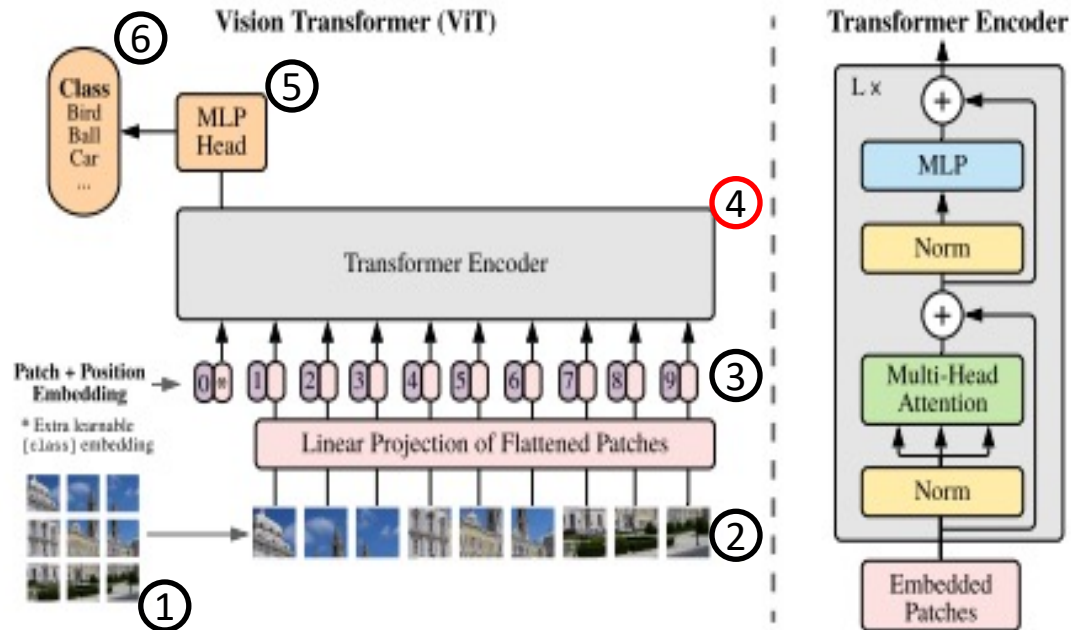 Vision Transformer (ViT)
6
Class
Bird
Ball
Car
...
5
MLP
Head
4
Transformer Encoder
Patch + Position
Embedding
0 * 1 2 3 4 5 6 7 8 9
3
* Extra learnable
[class] embedding
Linear Projection of Flattened Patches
2
1
Transformer Encoder
L ×
+
MLP
Norm
+
Multi-Head
Attention
Norm
Embedded
Patches